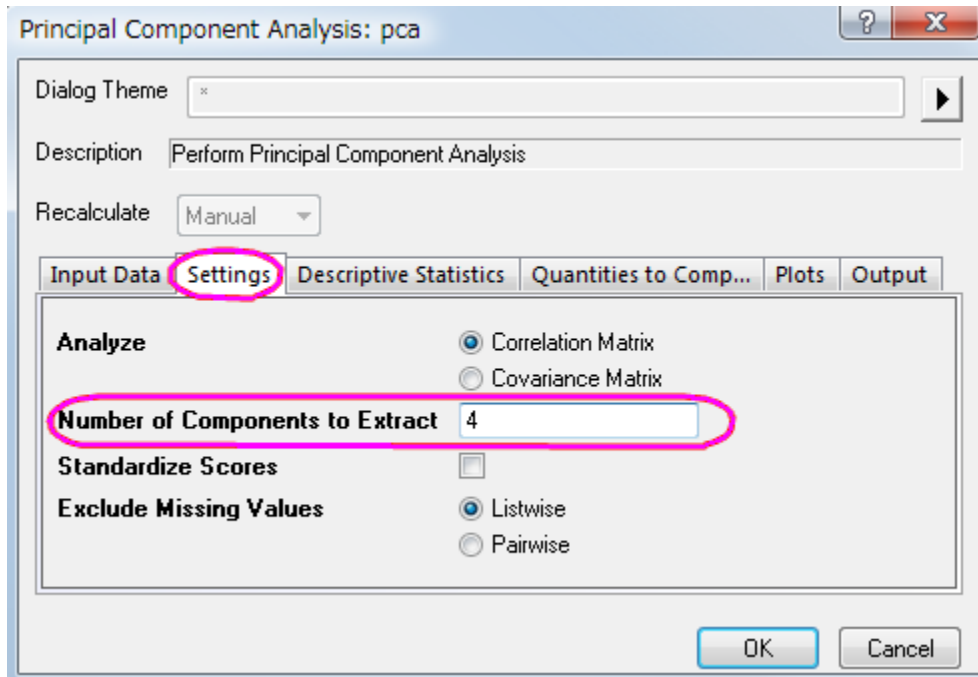 Principal Component Analysis: pca
Dialog Theme *
Description Perform Principal Component Analysis
Recalculate Manual
Input Data Settings Descriptive Statistics Quantities to Comp... Plots Output
Analyze Correlation Matrix
Covariance Matrix
Number of Components to Extract 4
Standardize Scores
Exclude Missing Values Listwise
Pairwise
OK Cancel